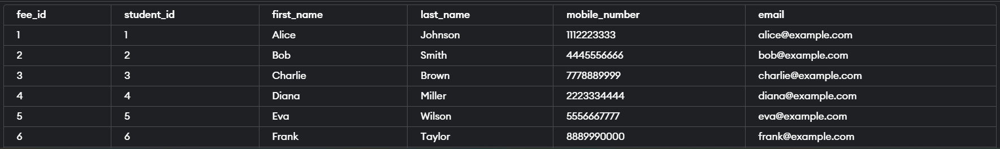 fee_id student_id first_name last_name mobile_number email
1 1 Alice Johnson 1112223333 alice@example.com
2 2 Bob Smith 4445556666 bob@example.com
3 3 Charlie Brown 7778889999 charlie@example.com
4 4 Diana Miller 2223334444 diana@example.com
5 5 Eva Wilson 5556667777 eva@example.com
6 6 Frank Taylor 8889990000 frank@example.com